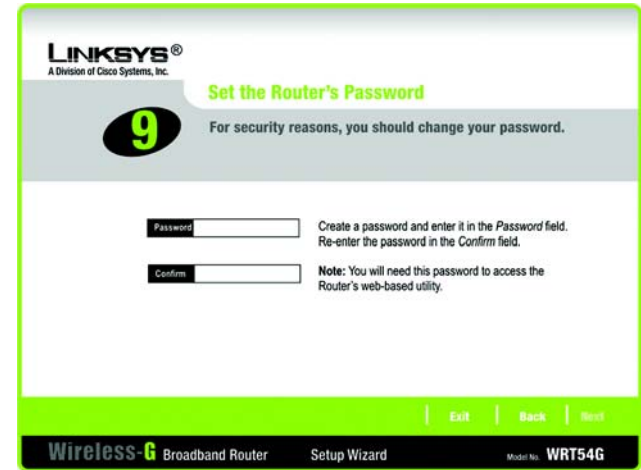 LINKSYS®
A Division of Cisco Systems, Inc.
Set the Router's Password
9
For security reasons, you should change your password.
Password
Create a password and enter it in the Password field.
Re-enter the password in the Confirm field.
Confirm
Note: You will need this password to access the
Router's web-based utility.
Exit
Back
Next
Wireless-G Broadband Router
Setup Wizard
Model No. WRT54G